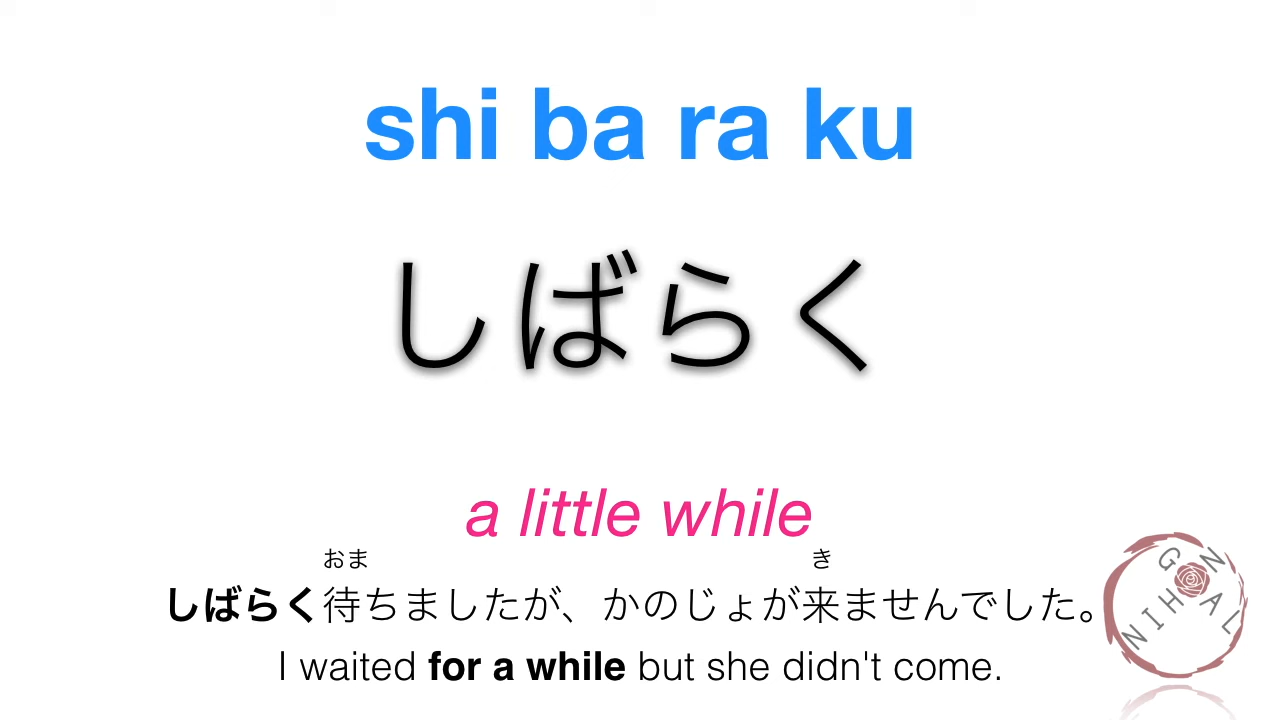 shi ba ra ku
しばらく
a little while
おま き
しばらく待ちましたが、かのじょが来ませんでした。
I waited for a while but she didn't come.
NIHON GAL